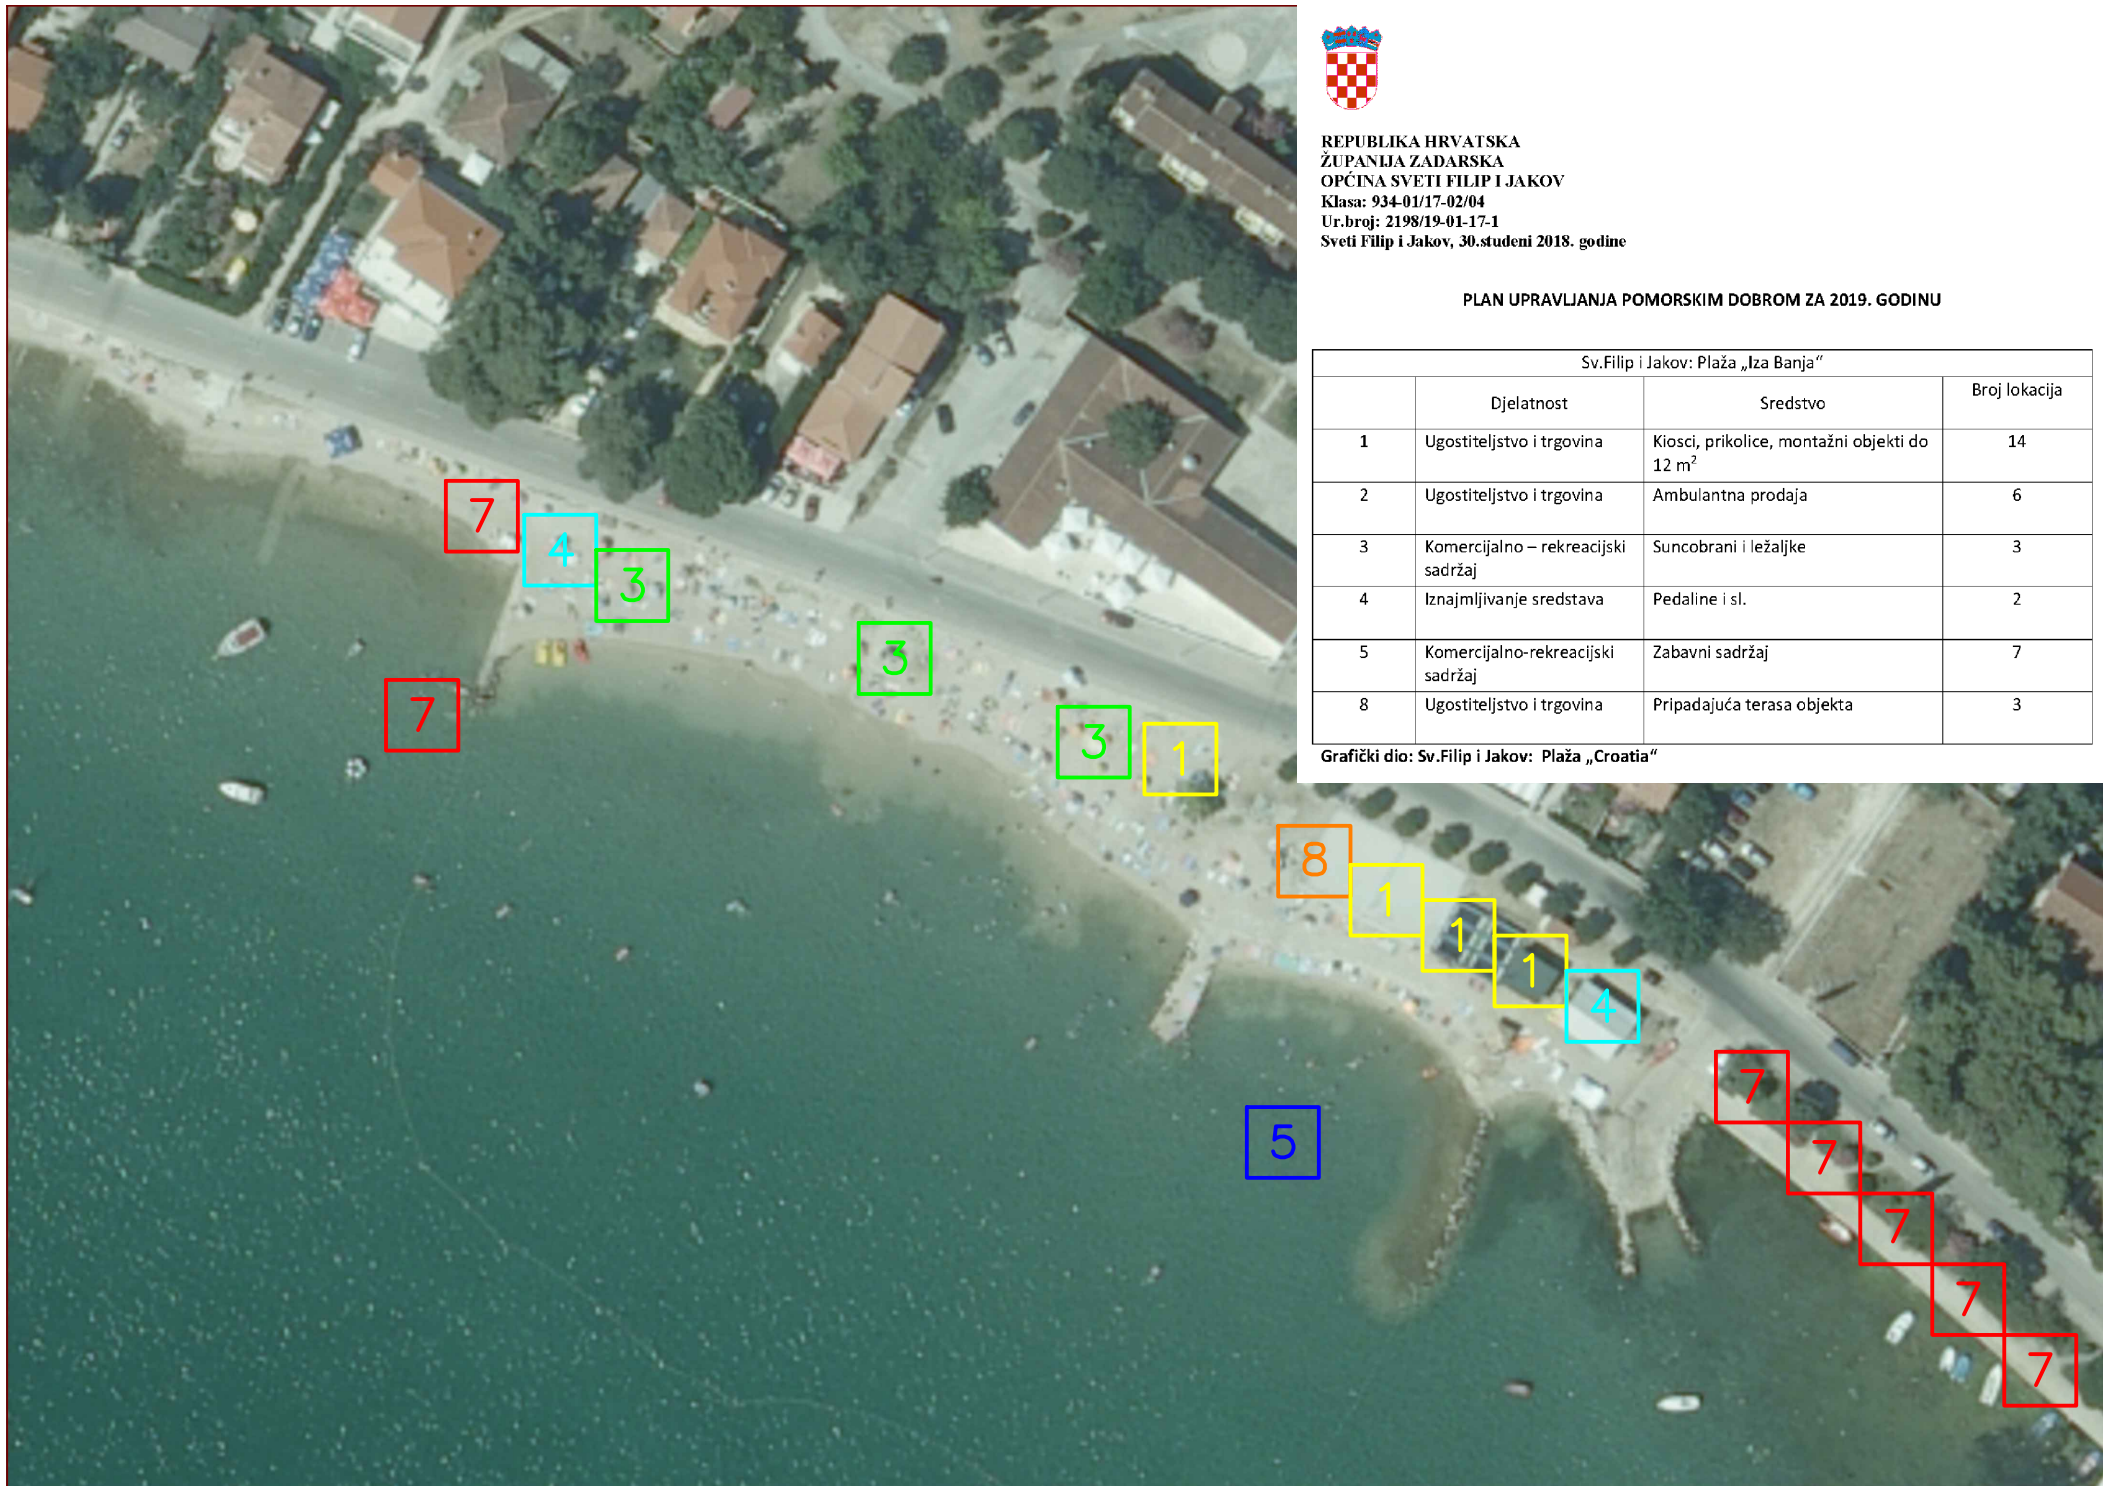 REPUBLIKA HRVATSKA
ŽUPANIJA ZADARSKA
OPĆINA SVETI FILIP I JAKOV
Klasa: 934-01/17-02/04
Ur.broj: 2198/19-01-17-1
Sveti Filip i Jakov, 30.studeni 2018. godine
PLAN UPRAVLJANJA POMORSKIM DOBROM ZA 2019. GODINU
Sv.Filip i Jakov: Plaža „Iza Banja“
Djelatnost Sredstvo Broj lokacija
1 Ugostiteljstvo i trgovina Kiosci, prikolice, montažni objekti do 14
12 m²
2 Ugostiteljstvo i trgovina Ambulantna prodaja 6
3 Komercijalno – rekreacijski Suncobrani i ležaljke 3
sadržaj
4 Iznajmljivanje sredstava Pedaline i sl. 2
5 Komercijalno-rekreacijski Zabavni sadržaj 7
sadržaj
8 Ugostiteljstvo i trgovina Pripadajuća terasa objekta 3
Grafički dio: Sv.Filip i Jakov: Plaža „Croatia“
7
4
3
3
7
3
1
8
1
1
1
4
7
5
7
7
7
7